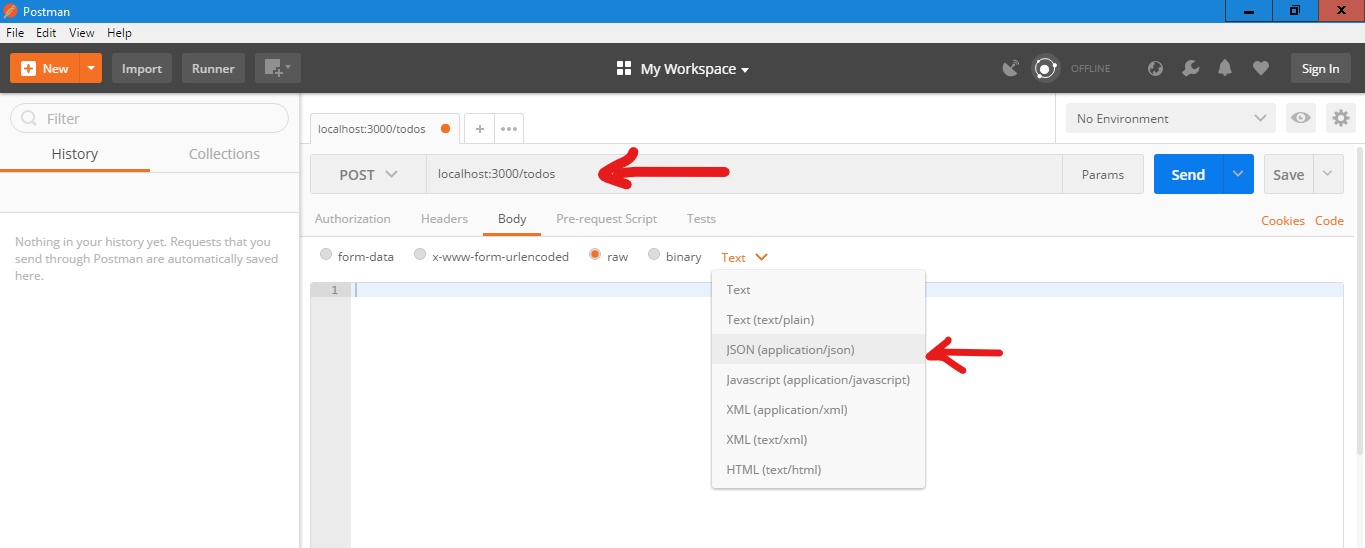 Postman
File Edit View Help
New Import Runner My Workspace OFFLINE Sign In
Filter
History Collections
Nothing in your history yet. Requests that you
send through Postman are automatically saved
here.
localhost:3000/todos + ••• No Environment
POST localhost:3000/todos Params Send Save
Authorization Headers Body Pre-request Script Tests Cookies Code
form-data x-www-form-urlencoded raw binary Text
1
Text
Text (text/plain)
JSON (application/json)
Javascript (application/javascript)
XML (application/xml)
XML (text/xml)
HTML (text/html)